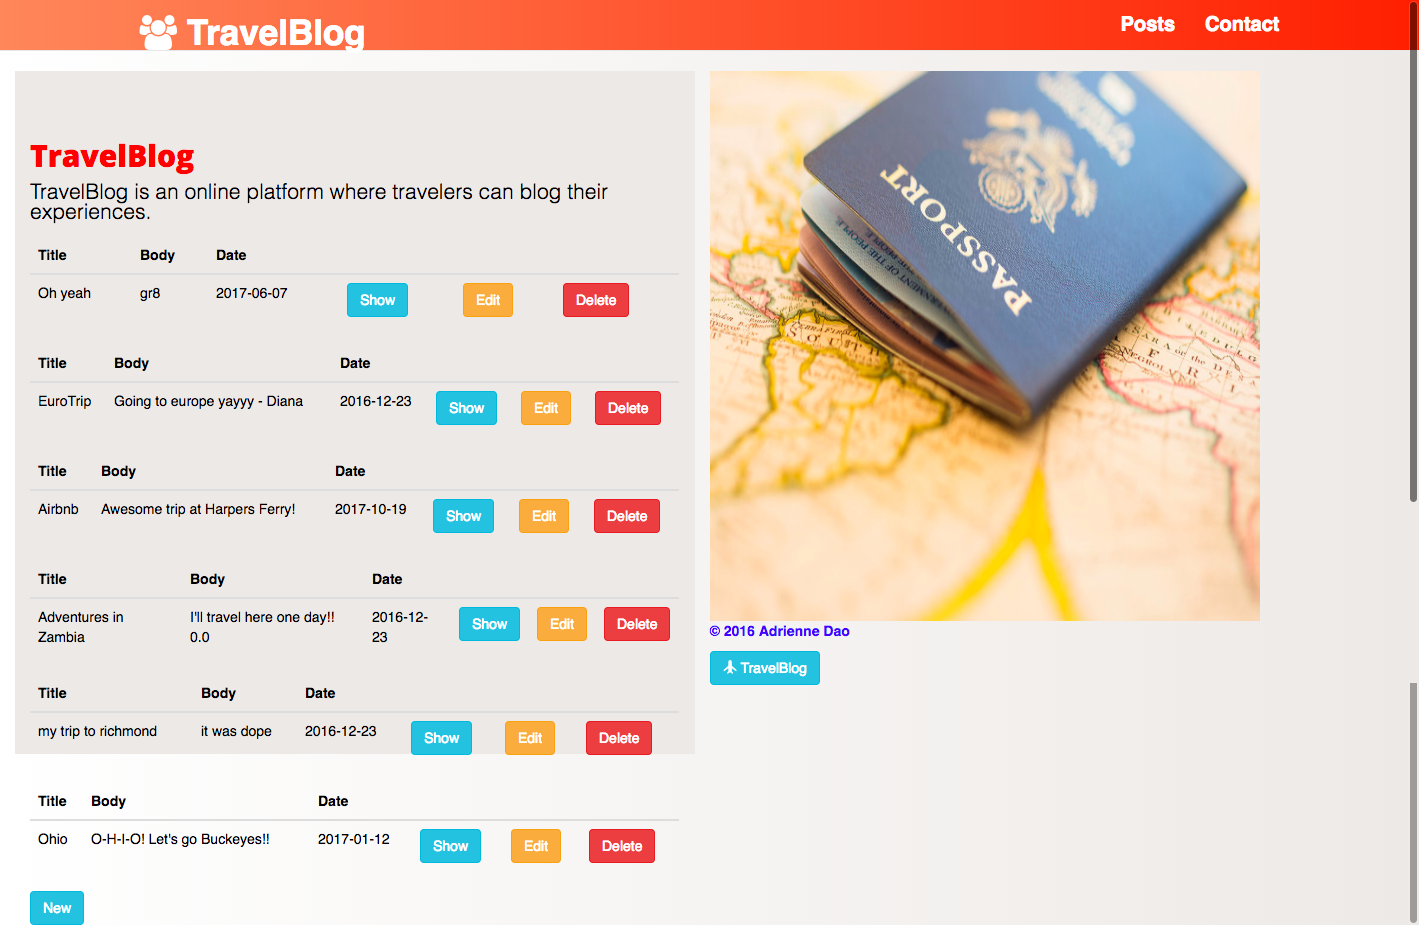 TravelBlog
Posts Contact
TravelBlog
TravelBlog is an online platform where travelers can blog their
experiences.
Title Body Date
Oh yeah gr8 2017-06-07 Show Edit Delete
Title Body Date
EuroTrip Going to europe yayyy - Diana 2016-12-23 Show Edit Delete
Title Body Date
Airbnb Awesome trip at Harpers Ferry! 2017-10-19 Show Edit Delete
Title Body Date
Adventures in I'll travel here one day!! 2016-12- Show Edit Delete
Zambia 0.0 23
Title Body Date
my trip to richmond it was dope 2016-12-23 Show Edit Delete
Title Body Date
Ohio O-H-I-O! Let's go Buckeyes!! 2017-01-12 Show Edit Delete
New
PASSPORT
OF THE PEOPLE
SOUTH
© 2016 Adrienne Dao
TravelBlog